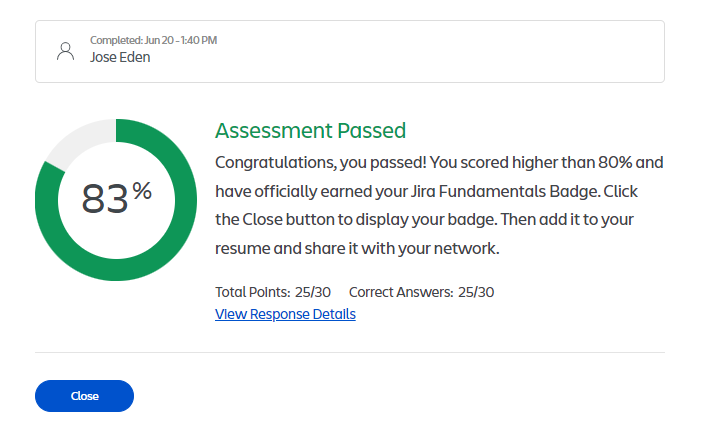 Completed: Jun 20 - 1:40 PM
Jose Eden
83%
Assessment Passed
Congratulations, you passed! You scored higher than 80% and
have officially earned your Jira Fundamentals Badge. Click
the Close button to display your badge. Then add it to your
resume and share it with your network.
Total Points: 25/30 Correct Answers: 25/30
View Response Details
Close